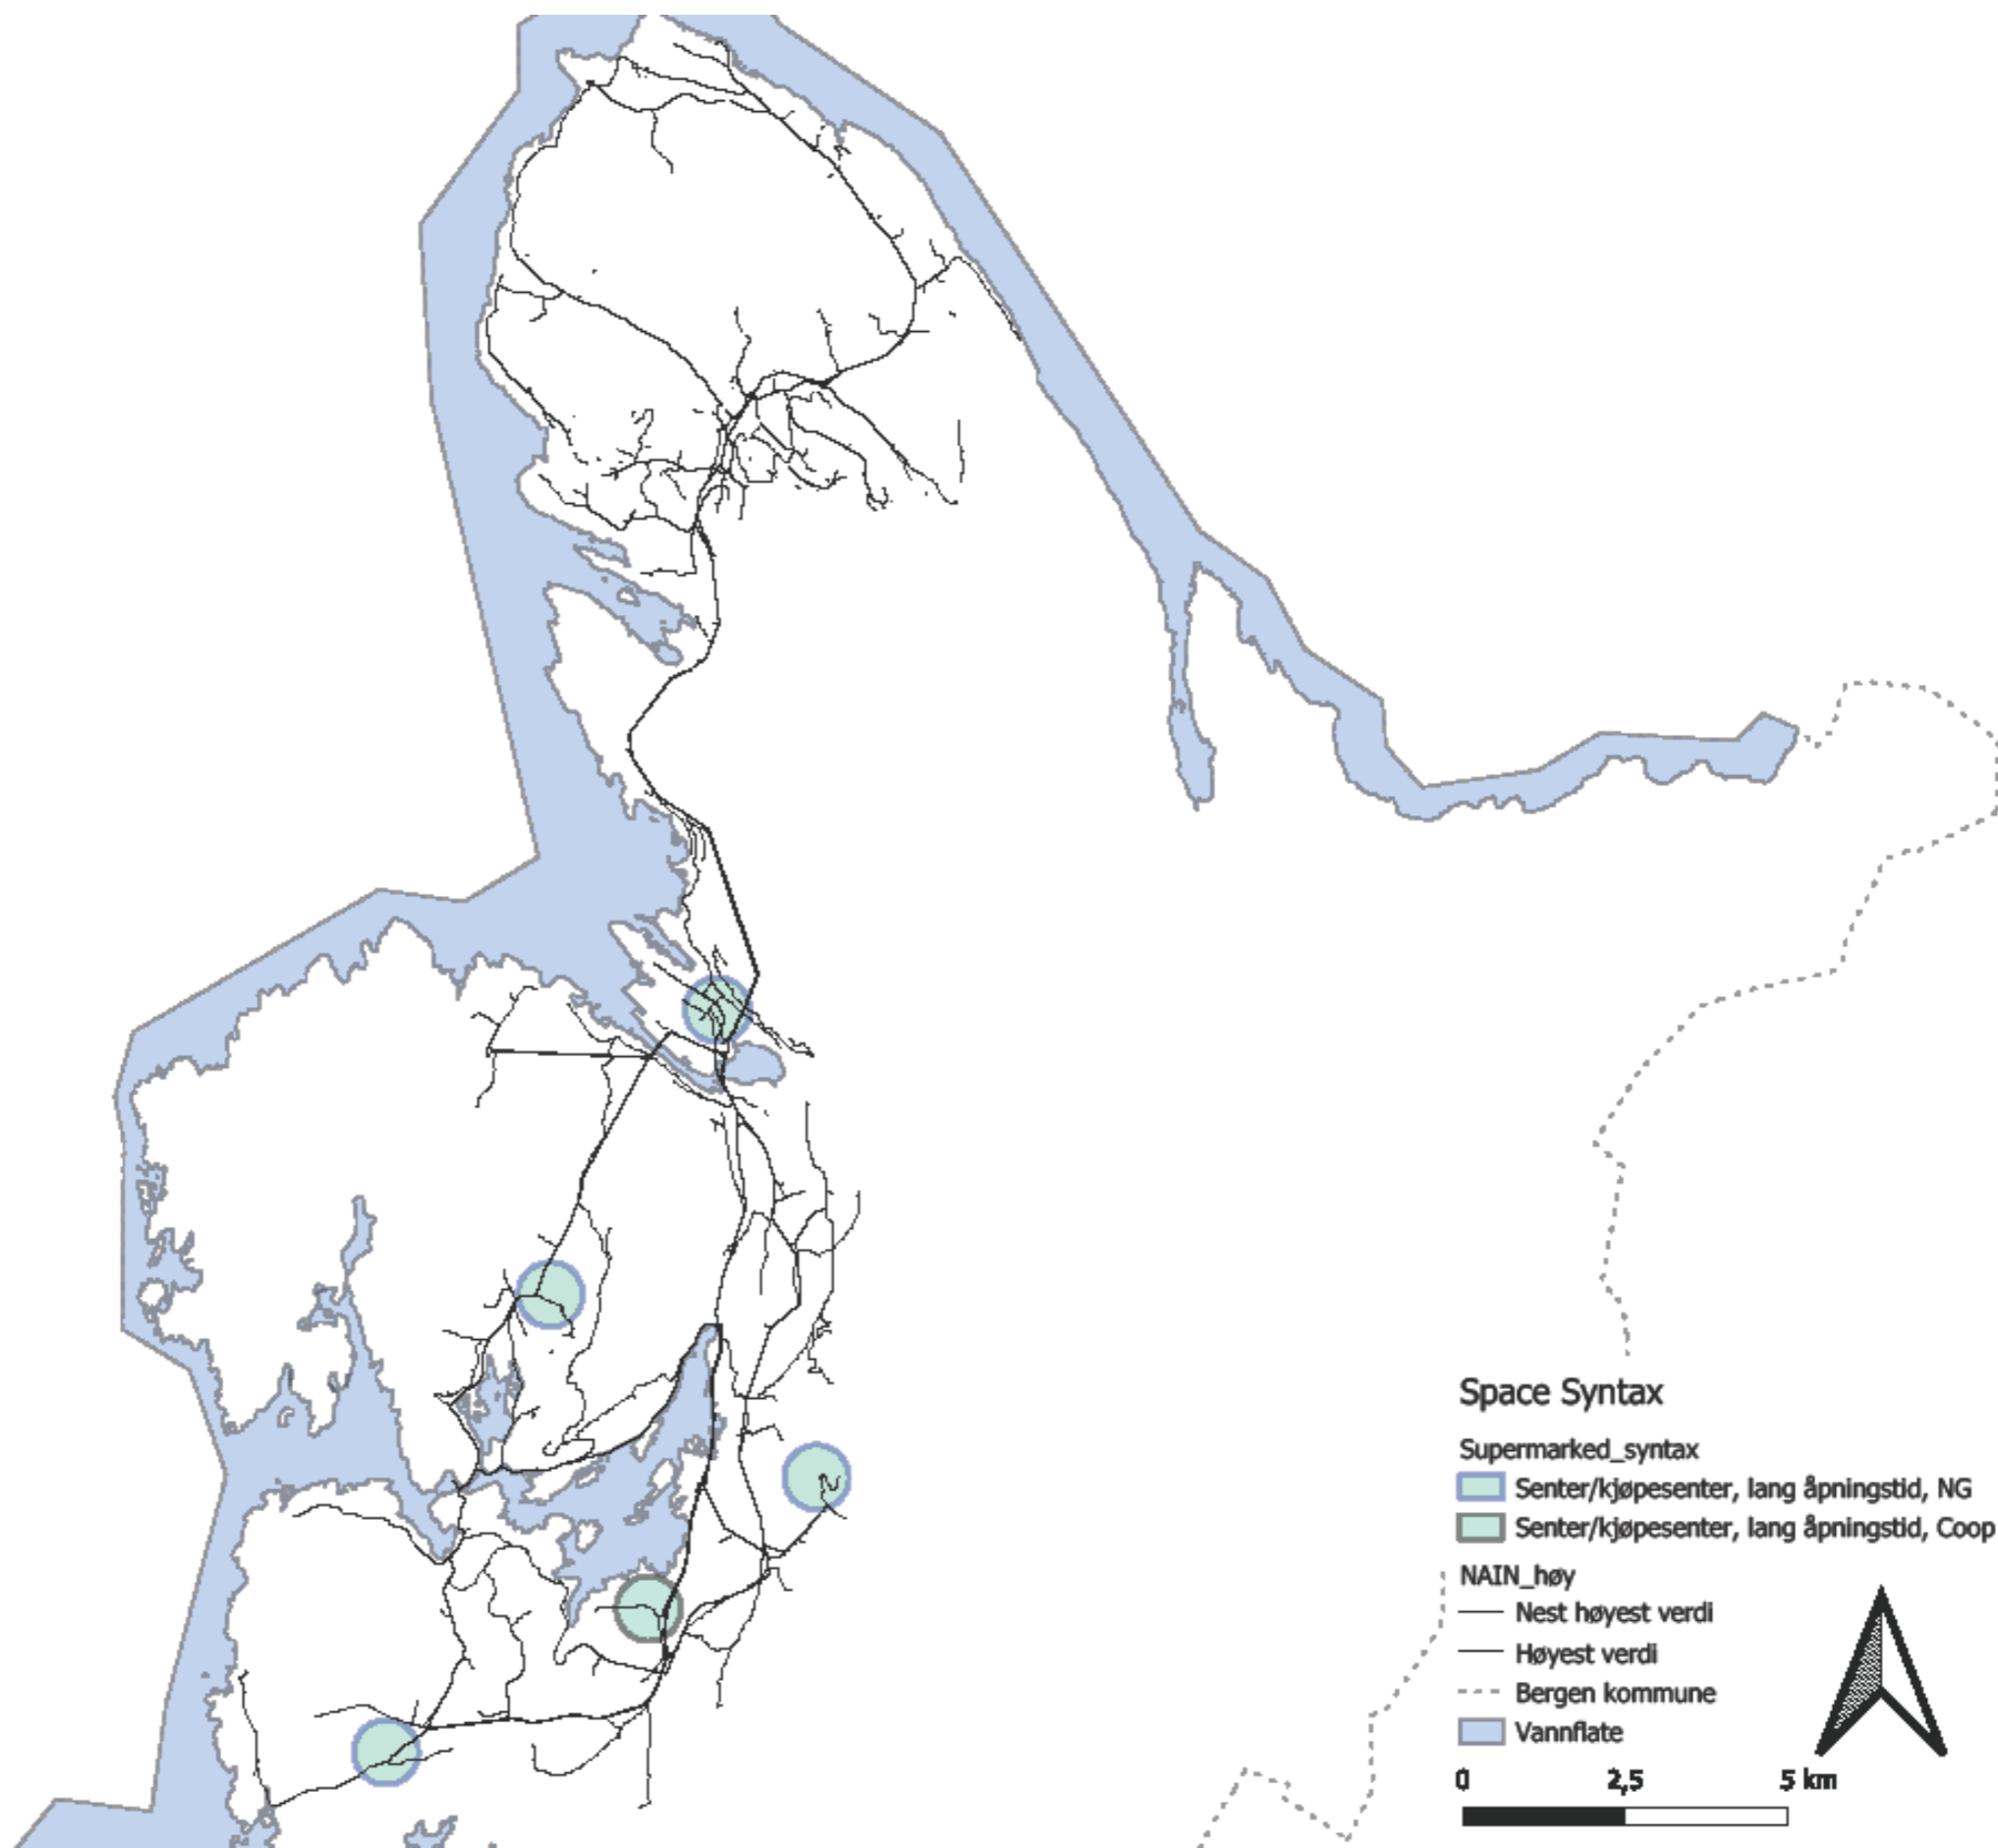 Space Syntax
Supermarked_syntax
Senter/kjøpesenter, lang åpningstid, NG
Senter/kjøpesenter, lang åpningstid, Coop
NAIN_høy
Nest høyest verdi
Høyest verdi
Bergen kommune
Vannflate
0 2,5 5 km